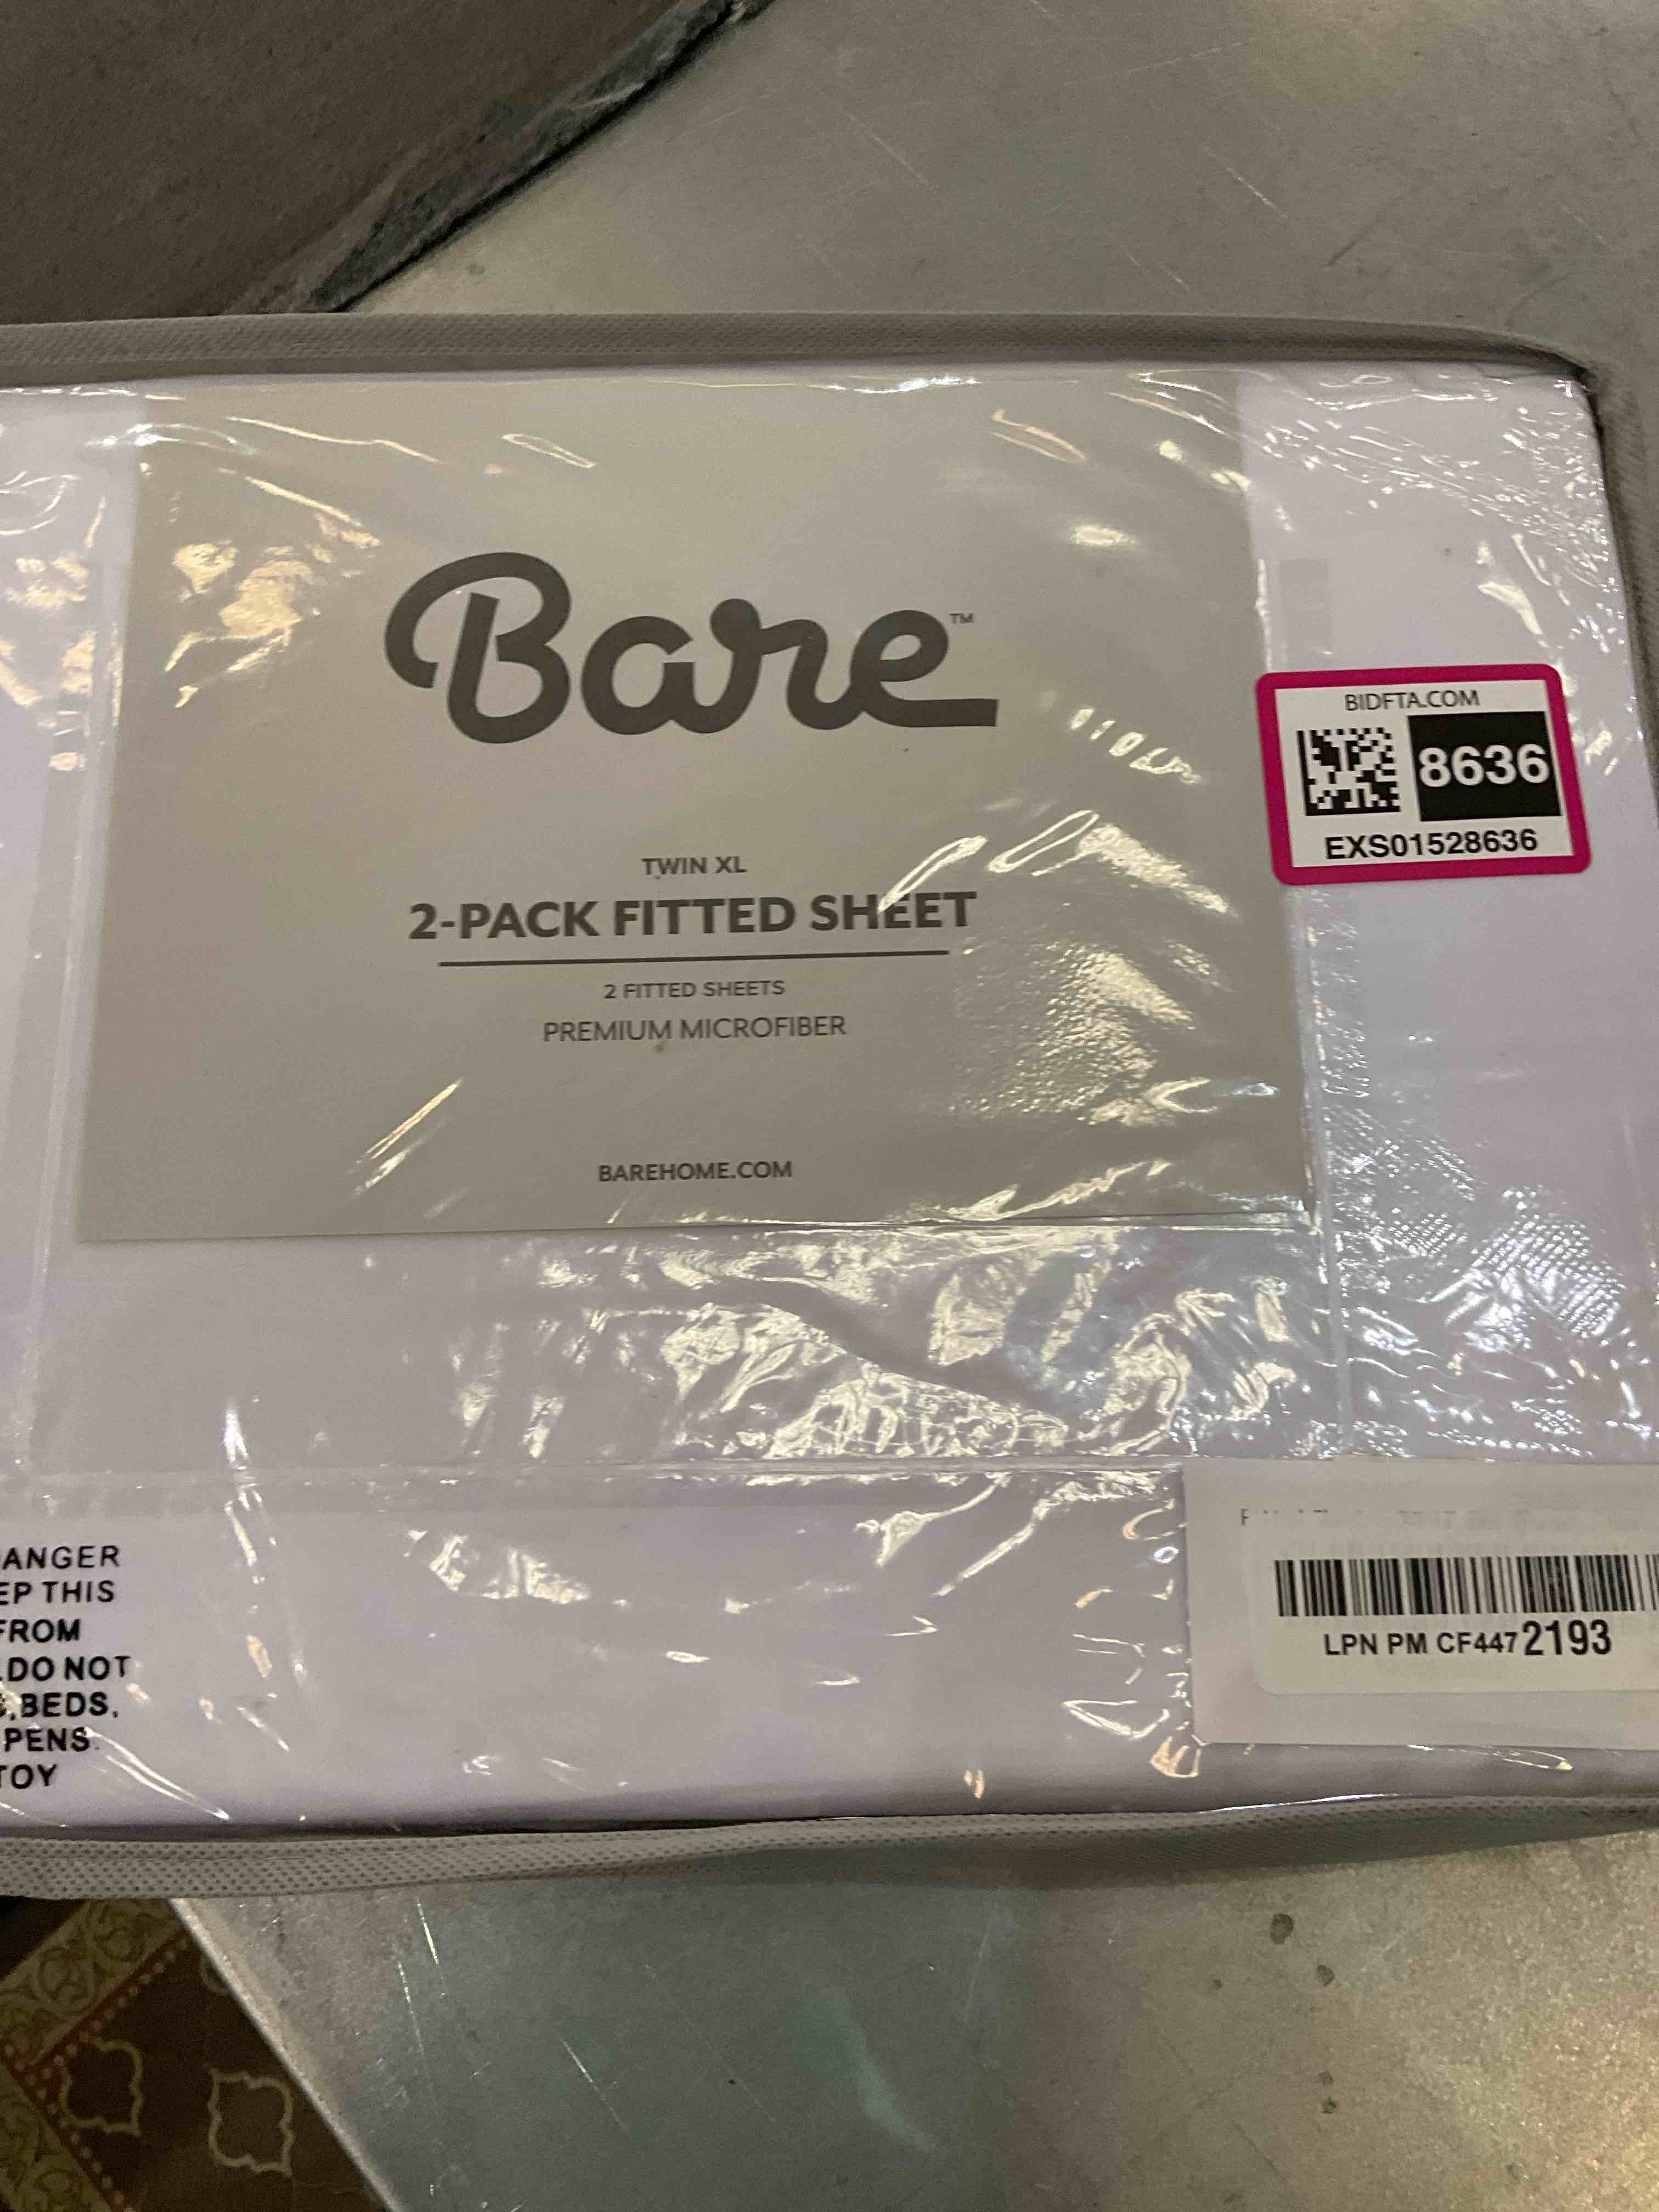 Bare™
TWIN XL
2-PACK FITTED SHEET
2 FITTED SHEETS
PREMIUM MICROFIBER
BAREHOME.COM
BIDFTA.COM
8636
EXS01528636
LPN PM CF4472193
ANGER
EP THIS
FROM
.DO NOT
,BEDS,
PENS.
TOY